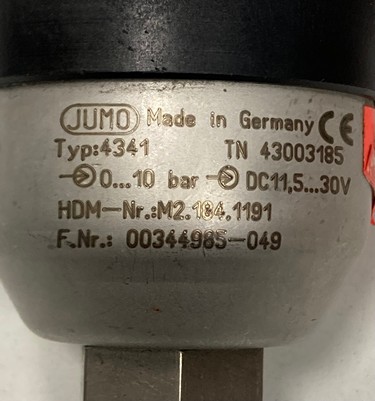 JUMO Made in Germany CE
Typ:4341 TN 43003185
0...10 bar DC11,5...30V
HDM-Nr.:M2.184.1191
F.Nr.: 00344985-049